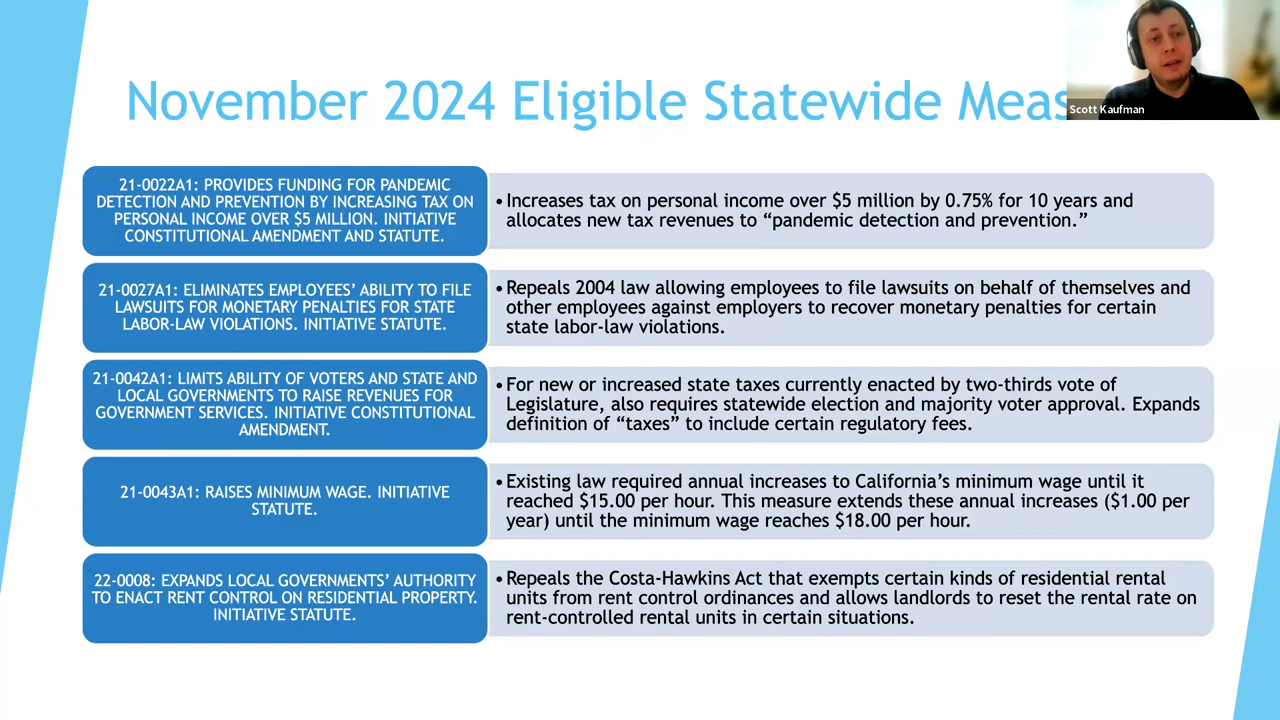 November 2024 Eligible Statewide Meas
Scott Kaufman
21-0022A1: PROVIDES FUNDING FOR PANDEMIC
DETECTION AND PREVENTION BY INCREASING TAX ON
PERSONAL INCOME OVER $5 MILLION. INITIATIVE
CONSTITUTIONAL AMENDMENT AND STATUTE.
• Increases tax on personal income over $5 million by 0.75% for 10 years and
allocates new tax revenues to “pandemic detection and prevention.”
21-0027A1: ELIMINATES EMPLOYEES’ ABILITY TO FILE
LAWSUITS FOR MONETARY PENALTIES FOR STATE
LABOR-LAW VIOLATIONS. INITIATIVE STATUTE.
• Repeals 2004 law allowing employees to file lawsuits on behalf of themselves and
other employees against employers to recover monetary penalties for certain
state labor-law violations.
21-0042A1: LIMITS ABILITY OF VOTERS AND STATE AND
LOCAL GOVERNMENTS TO RAISE REVENUES FOR
GOVERNMENT SERVICES. INITIATIVE CONSTITUTIONAL
AMENDMENT.
• For new or increased state taxes currently enacted by two-thirds vote of
Legislature, also requires statewide election and majority voter approval. Expands
definition of “taxes” to include certain regulatory fees.
21-0043A1: RAISES MINIMUM WAGE. INITIATIVE
STATUTE.
• Existing law required annual increases to California’s minimum wage until it
reached $15.00 per hour. This measure extends these annual increases ($1.00 per
year) until the minimum wage reaches $18.00 per hour.
22-0008: EXPANDS LOCAL GOVERNMENTS’ AUTHORITY
TO ENACT RENT CONTROL ON RESIDENTIAL PROPERTY.
INITIATIVE STATUTE.
• Repeals the Costa-Hawkins Act that exempts certain kinds of residential rental
units from rent control ordinances and allows landlords to reset the rental rate on
rent-controlled rental units in certain situations.